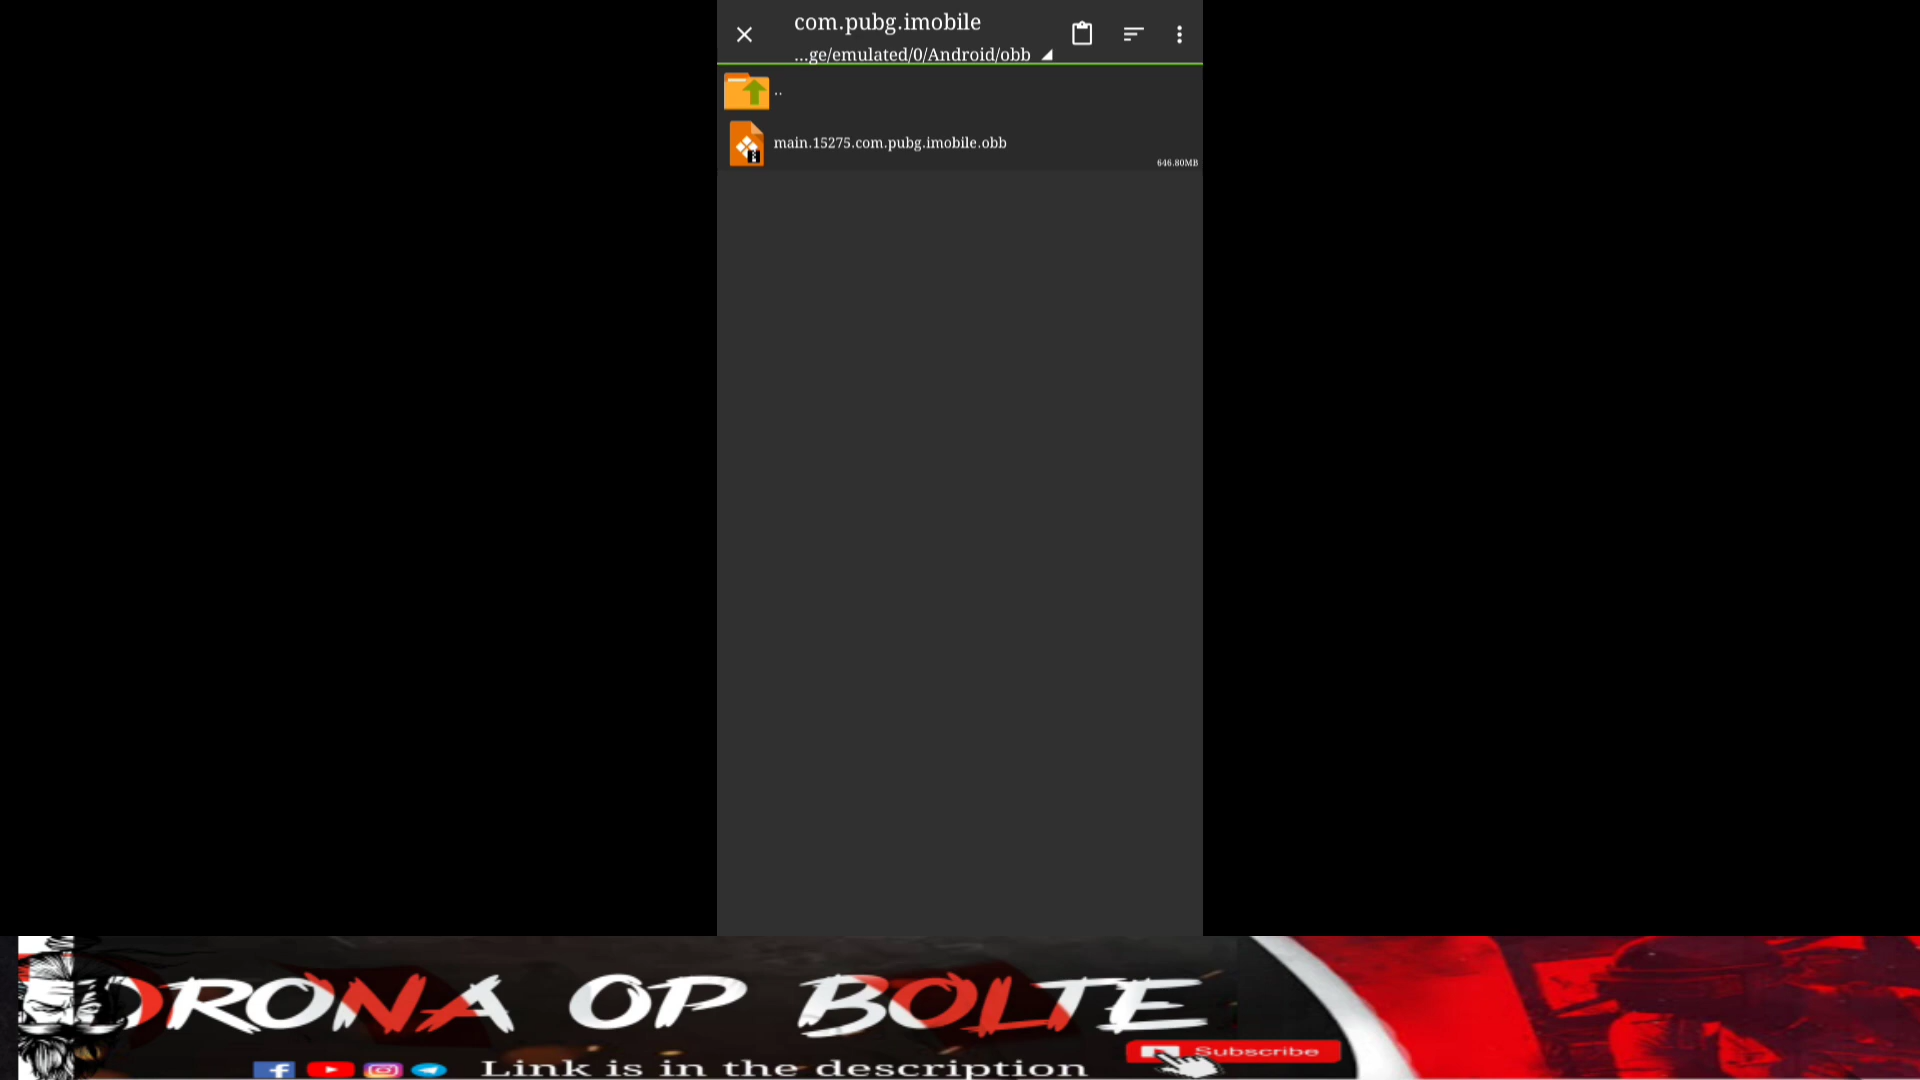 com.pubg.imobile
...ge/emulated/0/Android/obb
..
main.15275.com.pubg.imobile.obb
646.80MB
ORONA OP BOLTE
Link is in the description
Subscribe